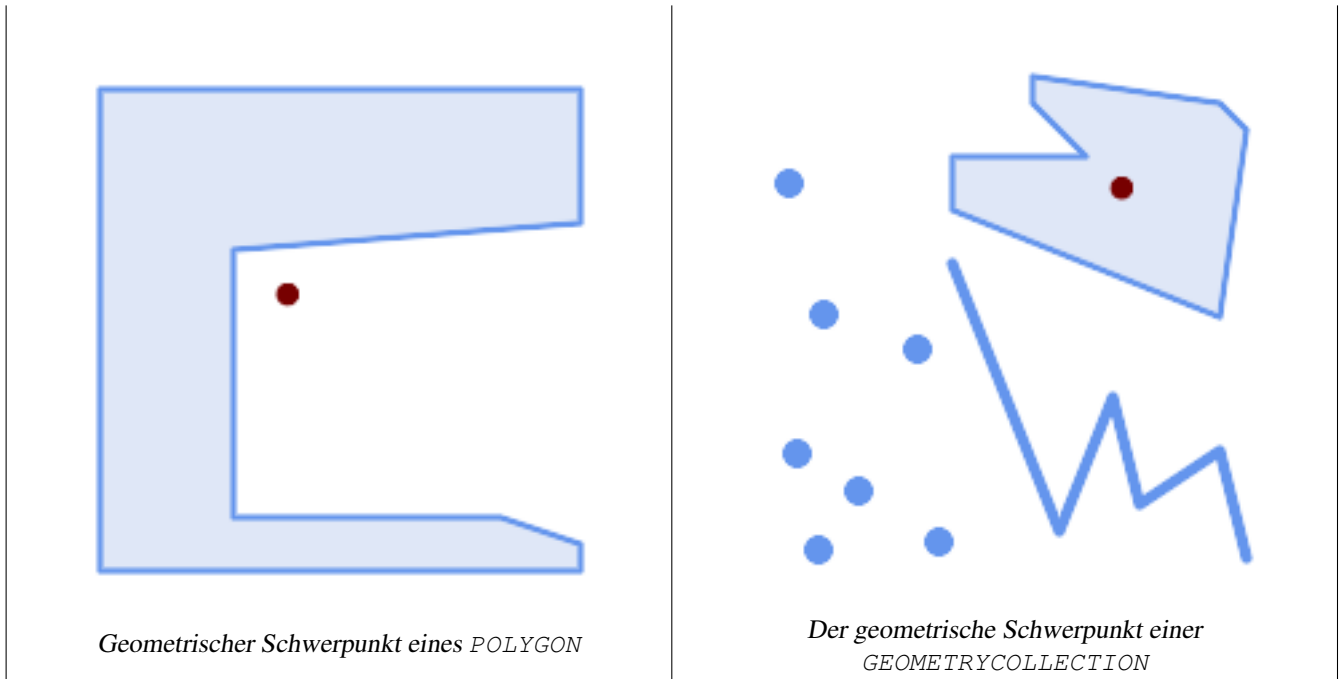 Geometrischer Schwerpunkt eines POLYGON
Der geometrische Schwerpunkt einer
GEOMETRYCOLLECTION